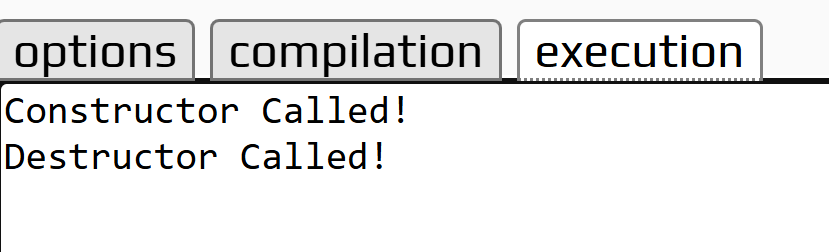 options compilation execution
Constructor Called!
Destructor Called!